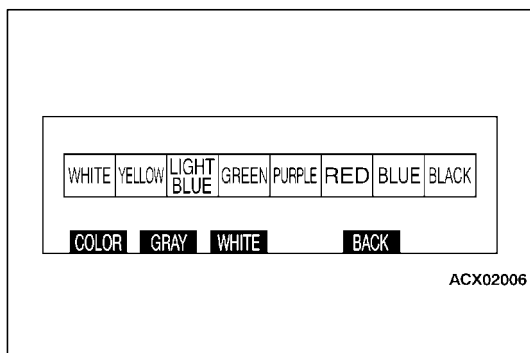 WHITE YELLOW LIGHT BLUE GREEN PURPLE RED BLUE BLACK
COLOR GRAY WHITE BACK
ACX02006